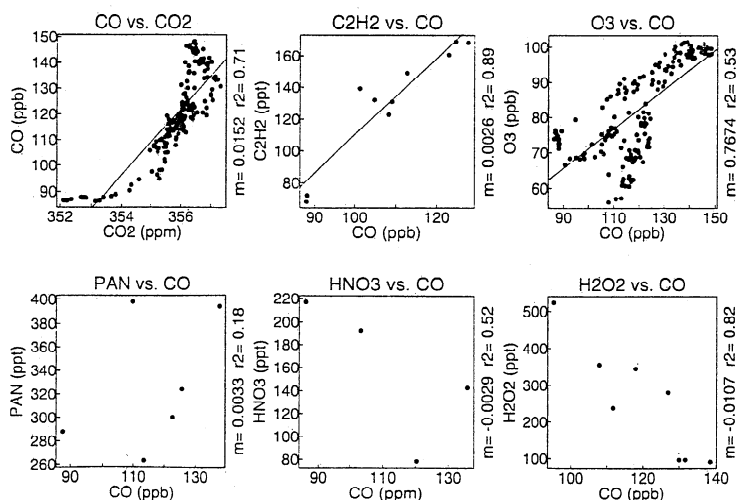 CO vs. CO2
150
140
130
120
110
100
90
352
354
356
CO (ppb)
CO2 (ppm)
m= 0.0152 r2= 0.71
C2H2 vs. CO
160
140
120
100
80
100
120
C2H2 (ppt)
CO (ppb)
m= 0.0026 r2= 0.89
O3 vs. CO
100
90
80
70
60
90
100
110
120
130
140
150
O3 (ppb)
CO (ppb)
m= 0.7674 r2= 0.53
PAN vs. CO
400
380
360
340
320
300
280
260
90
110
130
PAN (ppt)
CO (ppb)
m= 0.0033 r2= 0.18
HNO3 vs. CO
220
200
180
160
140
120
100
80
90
110
130
HNO3 (ppt)
CO (ppm)
m= -0.0029 r2= 0.52
H2O2 vs. CO
500
400
300
200
100
100
120
140
H2O2 (ppt)
CO (ppb)
m= -0.0107 r2= 0.82